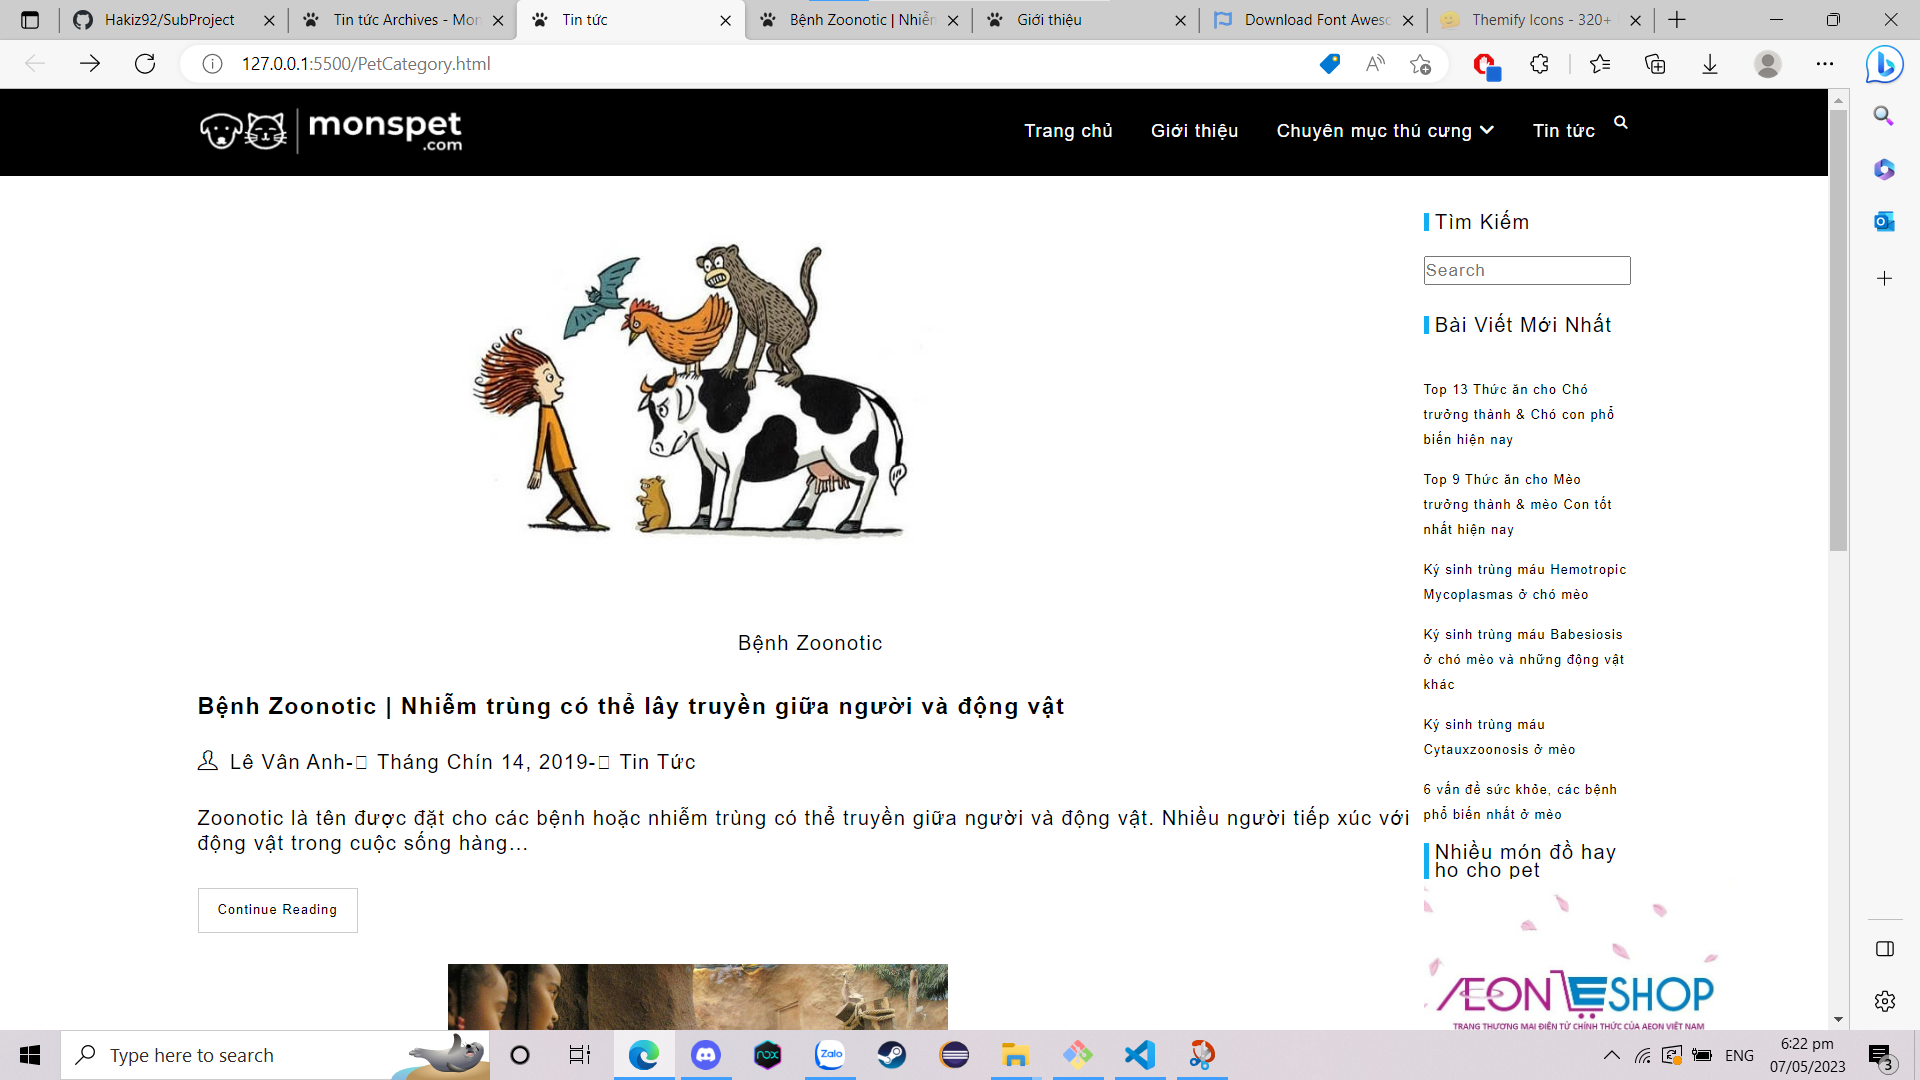 Hakiz92/SubProject
Tin tức Archives - Mon
Tin tức
Bệnh Zoonotic | Nhiễm
Giới thiệu
Download Font Aweso
Themify Icons - 320+
127.0.0.1:5500/PetCategory.html
monspet
.com
Trang chủ
Giới thiệu
Chuyên mục thú cưng
Tin tức
Tìm Kiếm
Search
Bài Viết Mới Nhất
Top 13 Thức ăn cho Chó
trưởng thành & Chó con phổ
biến hiện nay
Top 9 Thức ăn cho Mèo
trưởng thành & mèo Con tốt
nhất hiện nay
Ký sinh trùng máu Hemotropic
Mycoplasmas ở chó mèo
Ký sinh trùng máu Babesiosis
ở chó mèo và những động vật
khác
Ký sinh trùng máu
Cytauxzoonosis ở mèo
6 vấn đề sức khỏe, các bệnh
phổ biến nhất ở mèo
Nhiều món đồ hay
ho cho pet
ÆON ESHOP
TRANG THƯƠNG MẠI ĐIỆN TỬ CHÍNH THỨC CỦA AEON VIỆT NAM
Bệnh Zoonotic
Bệnh Zoonotic | Nhiễm trùng có thể lây truyền giữa người và động vật
Lê Vân Anh- Tháng Chín 14, 2019- Tin Tức
Zoonotic là tên được đặt cho các bệnh hoặc nhiễm trùng có thể truyền giữa người và động vật. Nhiều người tiếp xúc với
động vật trong cuộc sống hàng...
Continue Reading
Type here to search
nox
Zalo
ENG
6:22 pm
07/05/2023
3